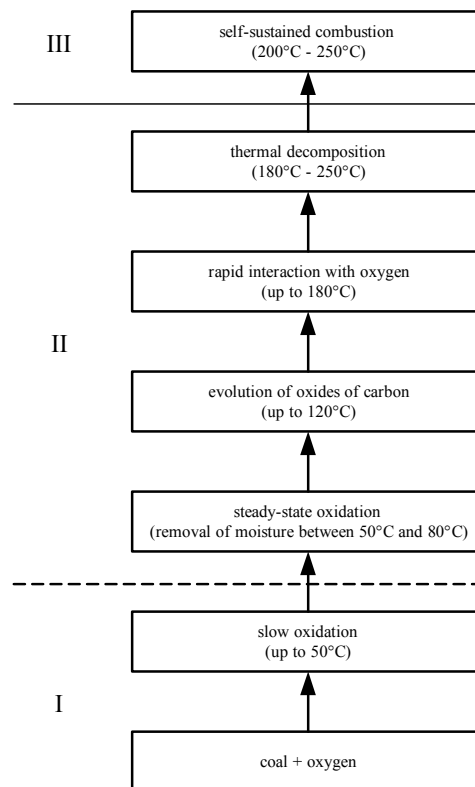 III
self-sustained combustion
(200°C - 250°C)
thermal decomposition
(180°C - 250°C)
rapid interaction with oxygen
(up to 180°C)
II
evolution of oxides of carbon
(up to 120°C)
steady-state oxidation
(removal of moisture between 50°C and 80°C)
slow oxidation
(up to 50°C)
I
coal + oxygen